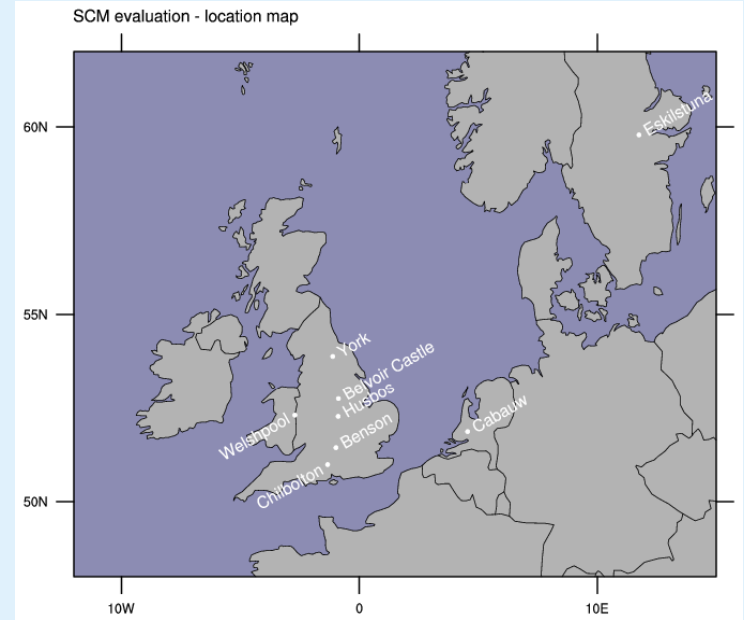 SCM evaluation - location map
60N
Eskilstuna
55N
York
Belvoir Castle
Husbos
Cabauw
Welshpool
Benson
Chilbolton
50N
10W
0
10E